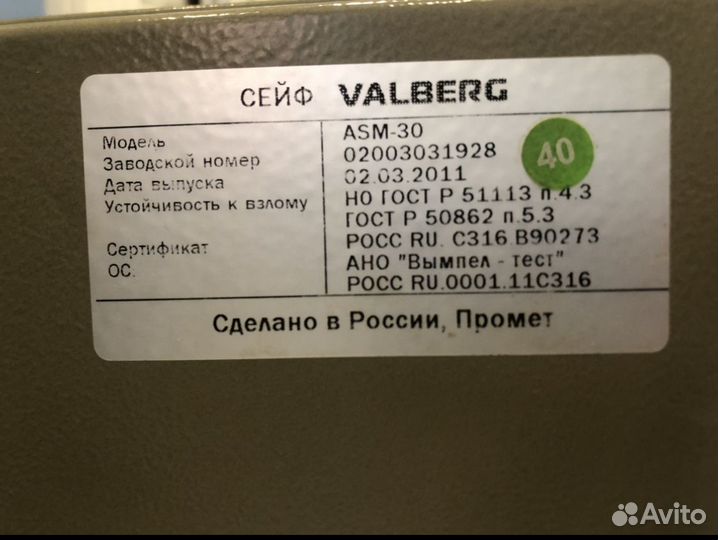 СЕЙФ VALBERG
Модель ASM-30
Заводской номер 02003031928
Дата выпуска 02.03.2011
Устойчивость к взлому НО ГОСТ Р 51113 п.4.3
ГОСТ Р 50862 п.5.3
Сертификат РОСС RU. С316.В90273
ОС. АНО "Вымпел - тест"
РОСС RU.0001.11С316
Сделано в России, Промет
40
Avito